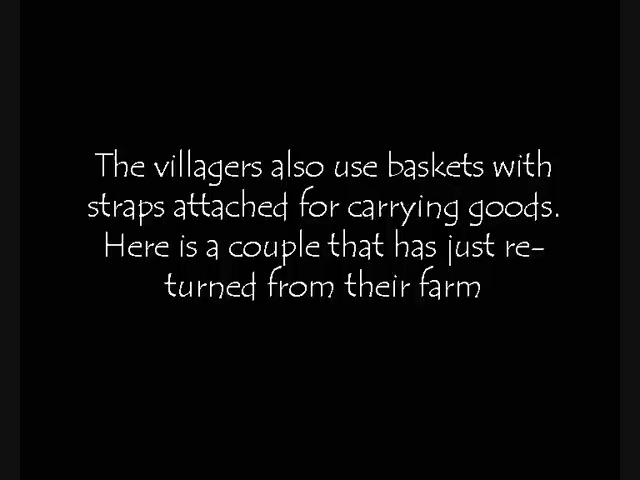 The villagers also use baskets with
straps attached for carrying goods.
Here is a couple that has just re-
turned from their farm